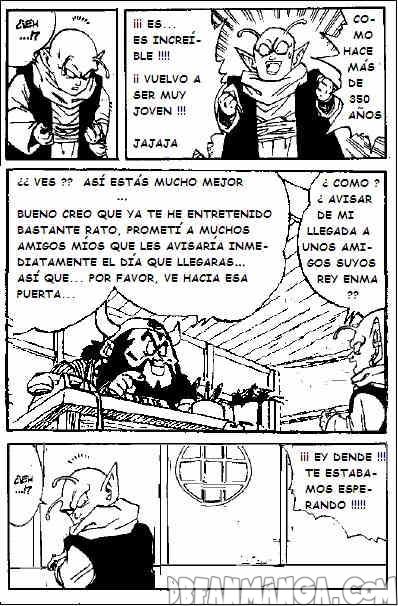 ¿¿EH
...!?
¡¡¡ ES...
ES INCREÍ-
BLE !!!!
¡¡ VUELVO A
SER MUY
JOVEN !!!
JAJAJA
CO-
MO
HACE
MÁS
DE
350
AÑOS
¿¿ VES ?? ASÍ ESTÁS MUCHO MEJOR
...
BUENO CREO QUE YA TE HE ENTRETENIDO
BASTANTE RATO, PROMETÍ A MUCHOS
AMIGOS MÍOS QUE LES AVISARÍA INME-
DIATAMENTE EL DÍA QUE LLEGARAS...
ASÍ QUE... POR FAVOR, VE HACIA ESA
PUERTA...
¿ COMO ?
¿ AVISAR
DE MI
LLEGADA A
UNOS AMI-
GOS SUYOS
REY ENMA
??
¿¿EH
...!?
¡¡¡ EY DENDE !!!
TE ESTABA-
MOS ESPE-
RANDO !!!!!
DBFANMANGA.COM